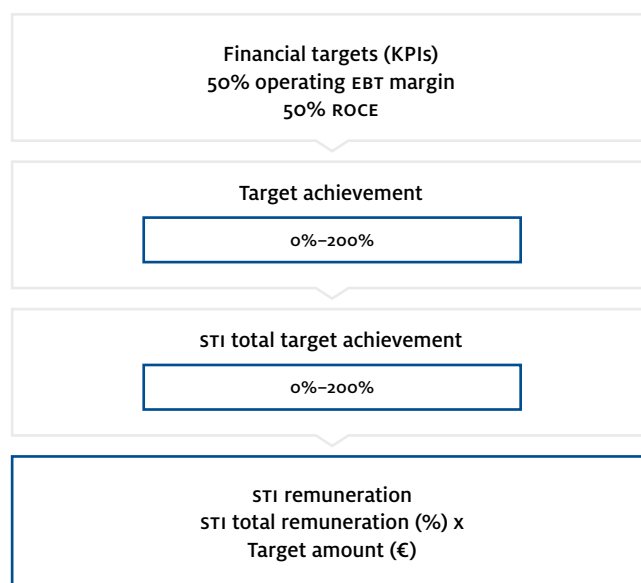 Financial targets (KPIs)
50% operating EBT margin
50% ROCE
Target achievement
0%–200%
STI total target achievement
0%–200%
STI remuneration
STI total remuneration (%) x
Target amount (€)